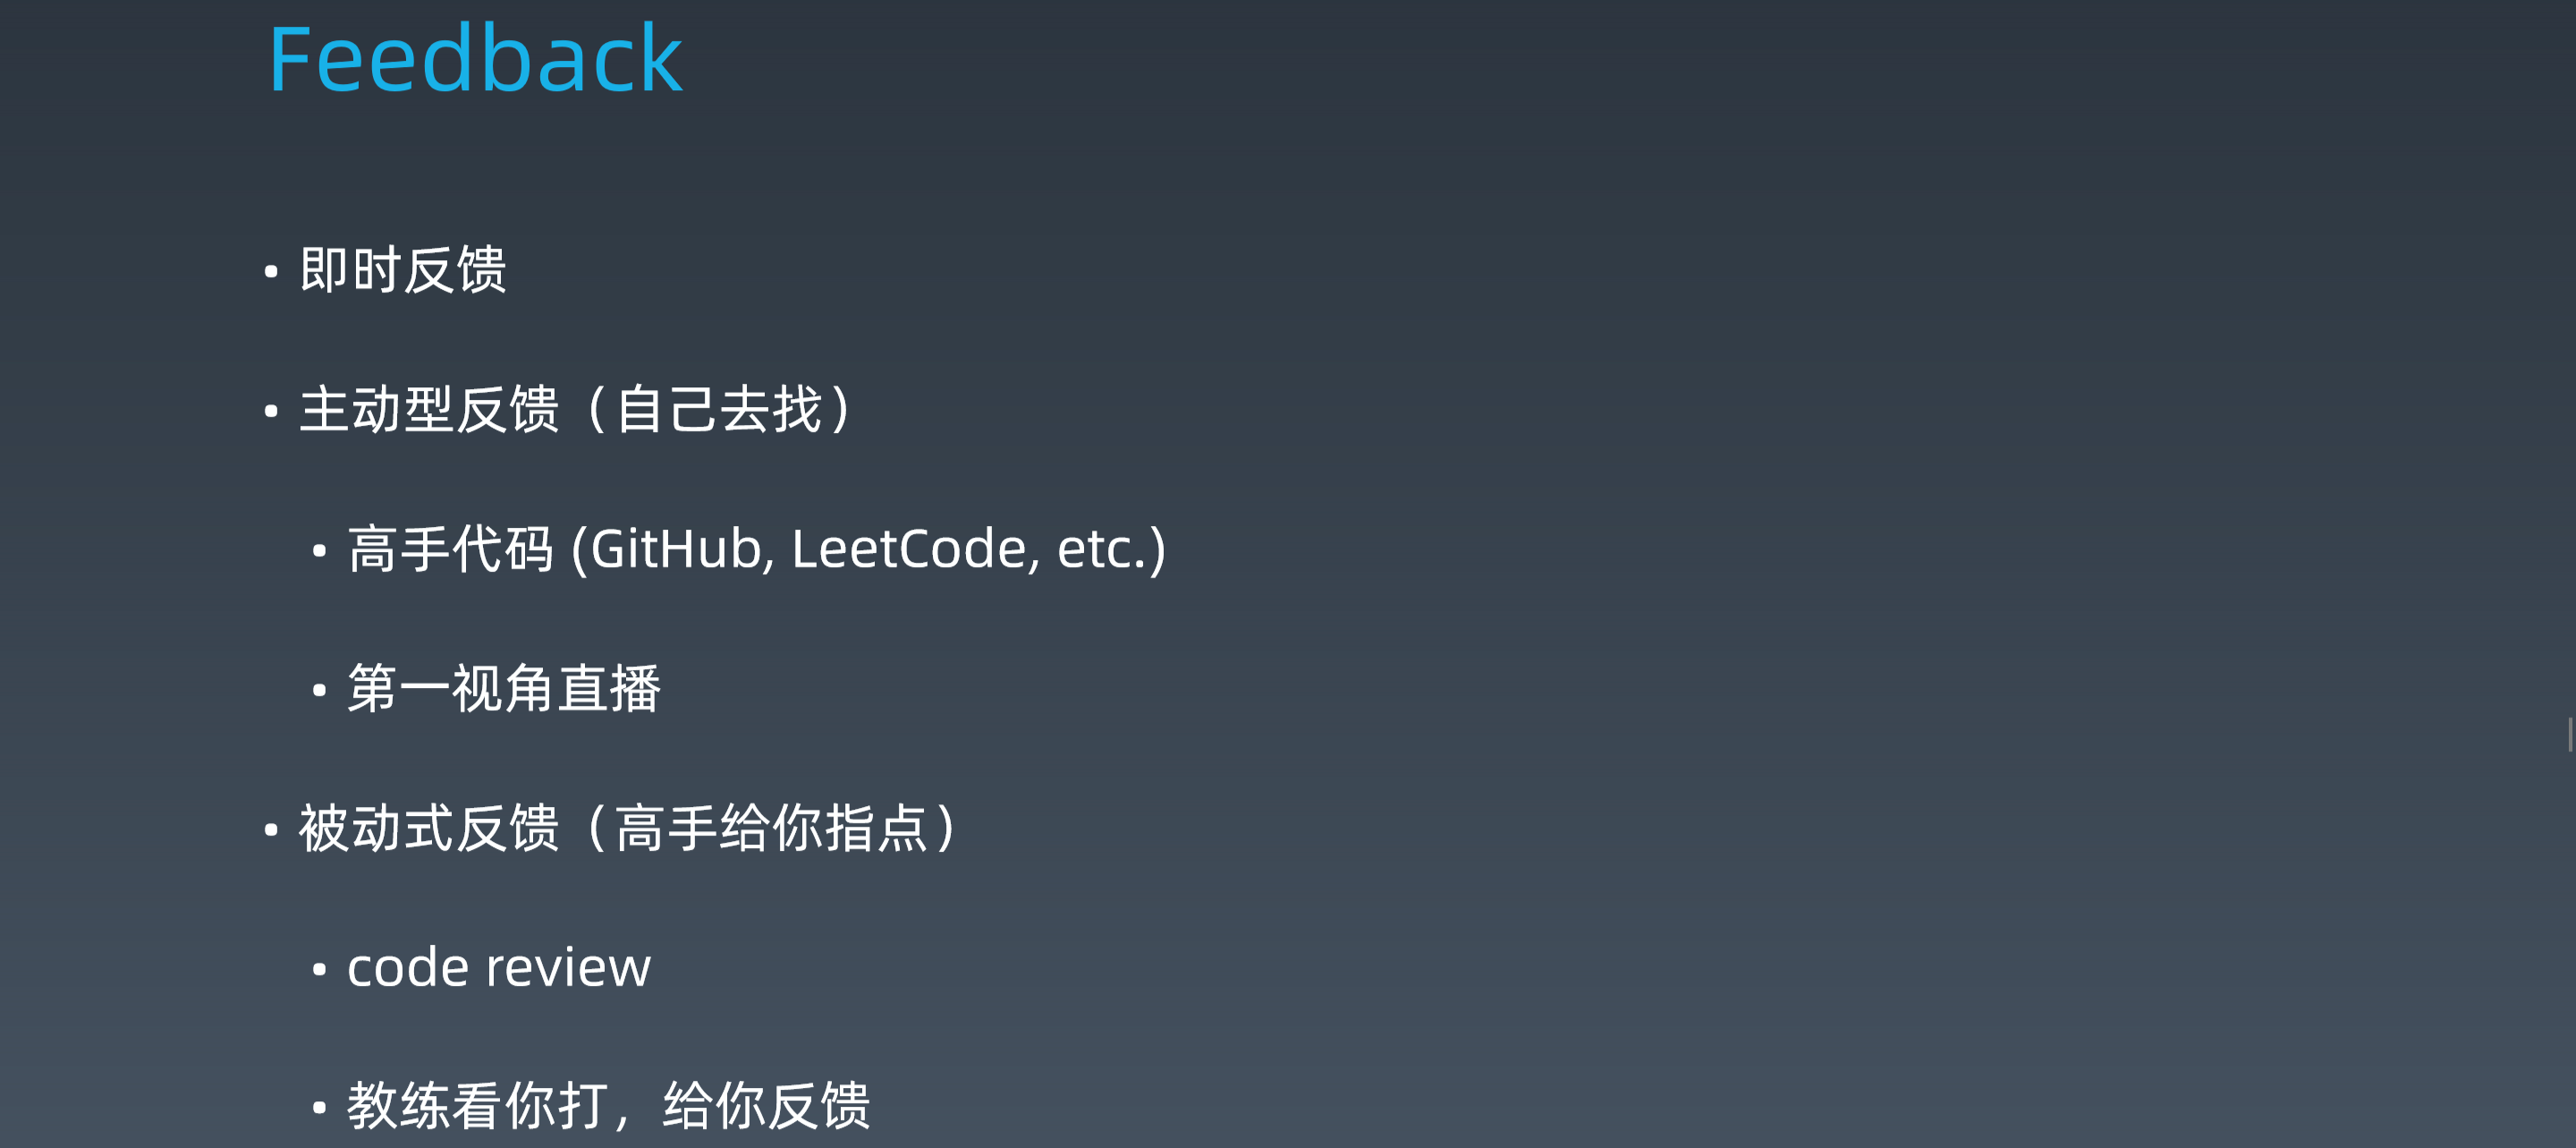 Feedback
• 即时反馈
• 主动型反馈（自己去找）
• 高手代码 (GitHub, LeetCode, etc.)
• 第一视角直播
• 被动式反馈（高手给你指点）
• code review
• 教练看你打，给你反馈